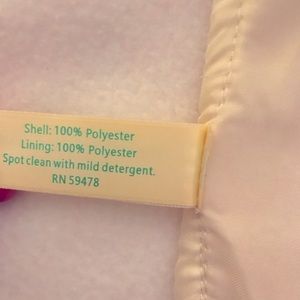 Shell: 100% Polyester
Lining: 100% Polyester
Spot clean with mild detergent.
RN 59478